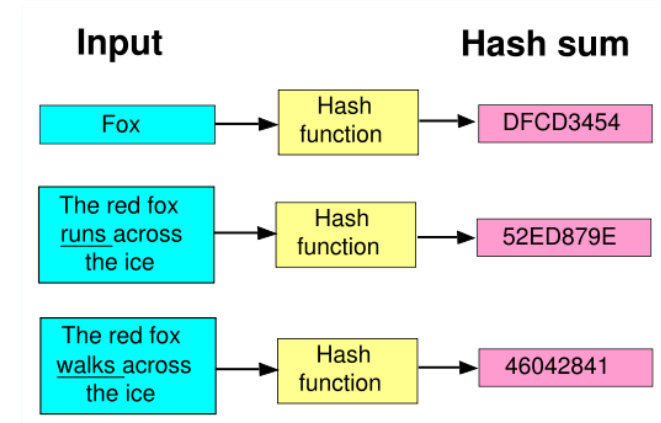 Input
Hash sum
Fox
Hash
function
DFCD3454
The red fox
runs across
the ice
Hash
function
52ED879E
The red fox
walks across
the ice
Hash
function
46042841